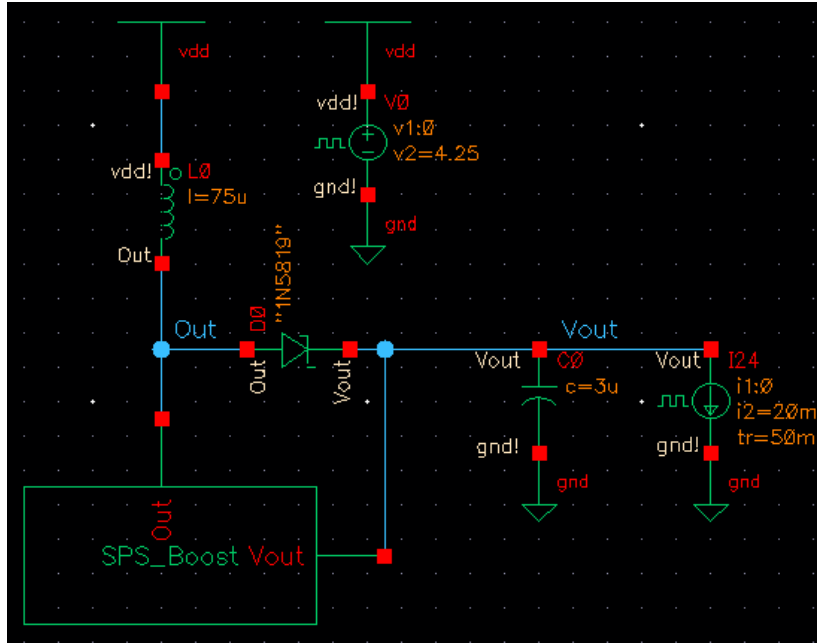 vdd
vdd
vdd!
V0
v1:0
v2=4.25
vdd!
L0
l=75u
gnd!
gnd
Out
"1N5819"
D0
Out
Out
Vout
Vout
Vout
C0
c=3u
gnd!
gnd
Vout
I24
i1:0
i2=20m
tr=50m
gnd!
gnd
Out
SPS_Boost
Vout